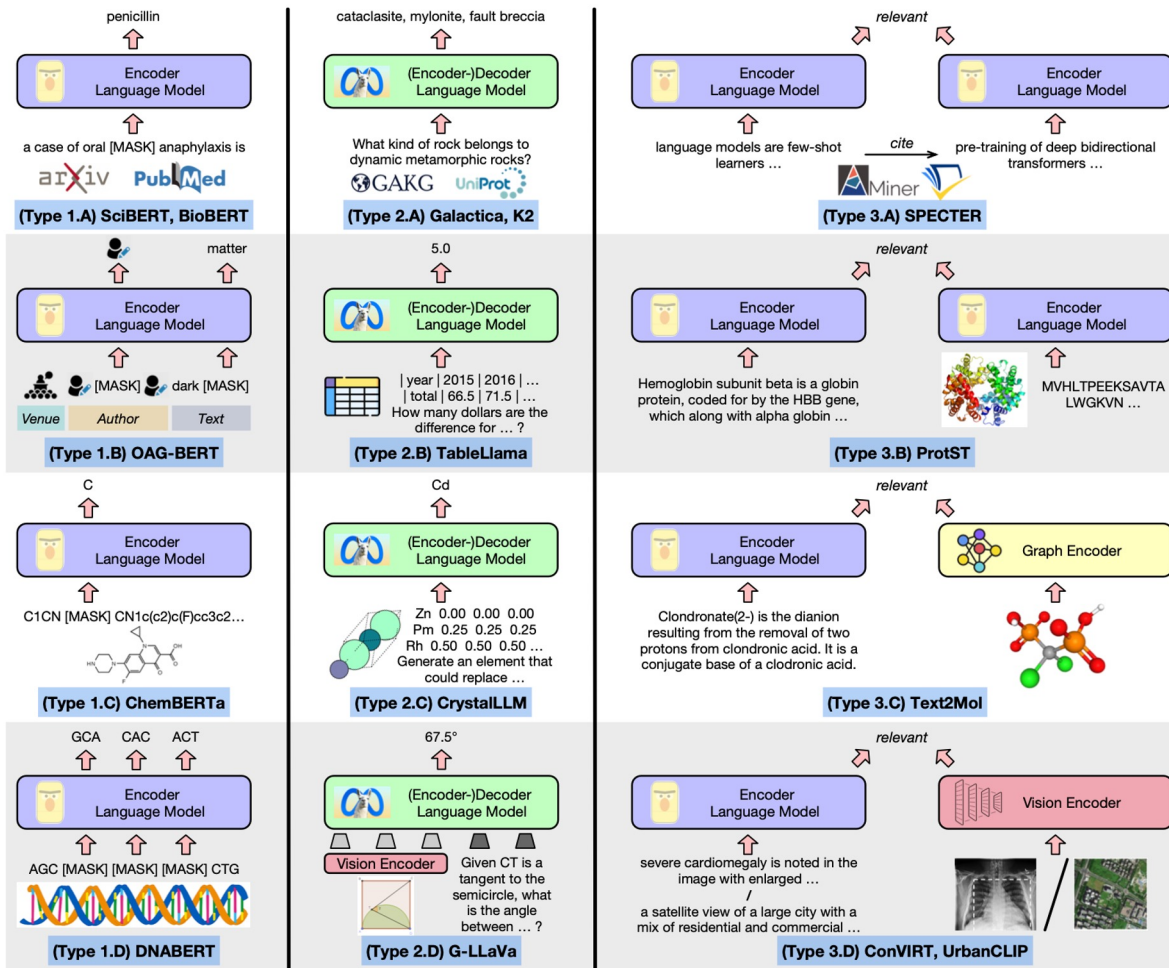 penicillin
Encoder
Language Model
a case of oral [MASK] anaphylaxis is
arXiv PubMed
(Type 1.A) SciBERT, BioBERT
matter
Encoder
Language Model
[MASK] dark [MASK]
Venue Author Text
(Type 1.B) OAG-BERT
C
Encoder
Language Model
C1CN [MASK] CN1c(c2)c(F)cc3c2...
(Type 1.C) ChemBERTa
GCA CAC ACT
Encoder
Language Model
AGC [MASK] [MASK] [MASK] CTG
(Type 1.D) DNABERT
cataclasite, mylonite, fault breccia
(Encoder-)Decoder
Language Model
What kind of rock belongs to
dynamic metamorphic rocks?
GAKG UniProt
(Type 2.A) Galactica, K2
5.0
(Encoder-)Decoder
Language Model
| year | 2015 | 2016 | ...
| total | 66.5 | 71.5 | ...
How many dollars are the
difference for ... ?
(Type 2.B) TableLlama
Cd
(Encoder-)Decoder
Language Model
Zn 0.00 0.00 0.00
Pm 0.25 0.25 0.25
Rh 0.50 0.50 0.50 ...
Generate an element that
could replace ...
(Type 2.C) CrystalLLM
67.5°
(Encoder-)Decoder
Language Model
Vision Encoder
Given CT is a
tangent to the
semicircle, what
is the angle
between ... ?
(Type 2.D) G-LLaVa
relevant
Encoder
Language Model
Encoder
Language Model
language models are few-shot
learners ...
cite
pre-training of deep bidirectional
transformers ...
AMiner
(Type 3.A) SPECTER
relevant
Encoder
Language Model
Encoder
Language Model
Hemoglobin subunit beta is a globin
protein, coded for by the HBB gene,
which along with alpha globin ...
MVHLTPEEKSAVTA
LWGKVN ...
(Type 3.B) ProtST
relevant
Encoder
Language Model
Graph Encoder
Clondronate(2-) is the dianion
resulting from the removal of two
protons from clondronic acid. It is a
conjugate base of a clodronic acid.
(Type 3.C) Text2Mol
relevant
Encoder
Language Model
Vision Encoder
severe cardiomegaly is noted in the
image with enlarged ...
/
a satellite view of a large city with a
mix of residential and commercial ...
(Type 3.D) ConVIRT, UrbanCLIP